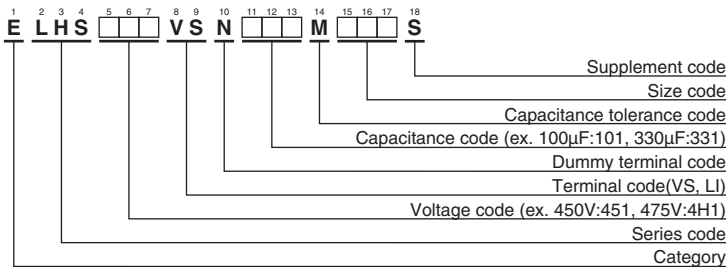 1 2 3 4 5 6 7 8 9 10 11 12 13 14 15 16 17 18
E L H S V S N M S
Supplement code
Size code
Capacitance tolerance code
Capacitance code (ex. 100μF:101, 330μF:331)
Dummy terminal code
Terminal code(VS, LI)
Voltage code (ex. 450V:451, 475V:4H1)
Series code
Category